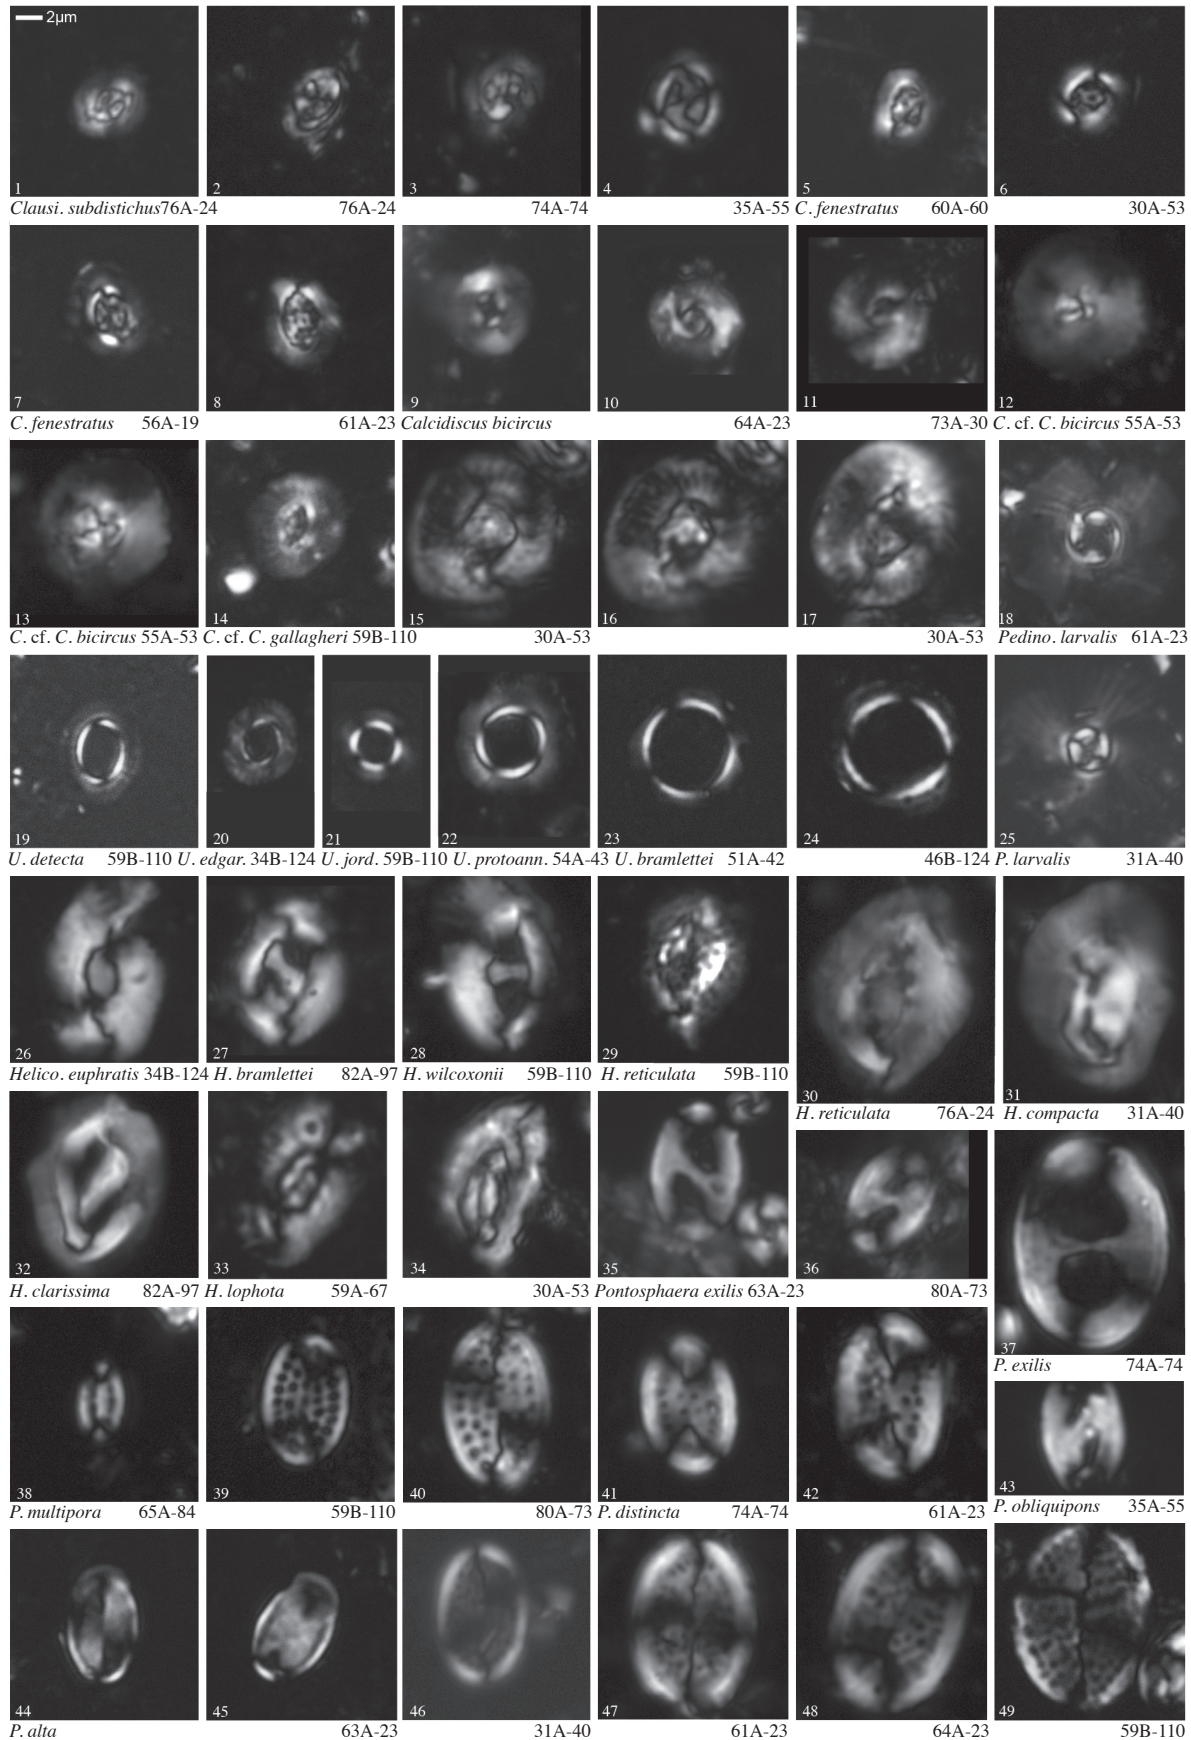 2µm
1 2 3 4 5 6
Clausi. subdistichus76A-24 76A-24 74A-74 35A-55 C. fenestratus 60A-60 30A-53
7 8 9 10 11 12
C. fenestratus 56A-19 61A-23 Calcidiscus bicircus 64A-23 73A-30 C. cf. C. bicircus 55A-53
13 14 15 16 17 18
C. cf. C. bicircus 55A-53 C. cf. C. gallagheri 59B-110 30A-53 30A-53 Pedino. larvalis 61A-23
19 20 21 22 23 24 25
U. detecta 59B-110 U. edgar. 34B-124 U. jord. 59B-110 U. protoann. 54A-43 U. bramlettei 51A-42 46B-124 P. larvalis 31A-40
26 27 28 29
Helico. euphratis 34B-124 H. bramlettei 82A-97 H. wilcoxonii 59B-110 H. reticulata 59B-110
30 31
H. reticulata 76A-24 H. compacta 31A-40
32 33 34 35 36
H. clarissima 82A-97 H. lophota 59A-67 30A-53 Pontosphaera exilis 63A-23 80A-73
37
P. exilis 74A-74
38 39 40 41 42
P. multipora 65A-84 59B-110 80A-73 P. distincta 74A-74 61A-23
43
P. obliquipons 35A-55
44 45 46 47 48 49
P. alta 63A-23 31A-40 61A-23 64A-23 59B-110